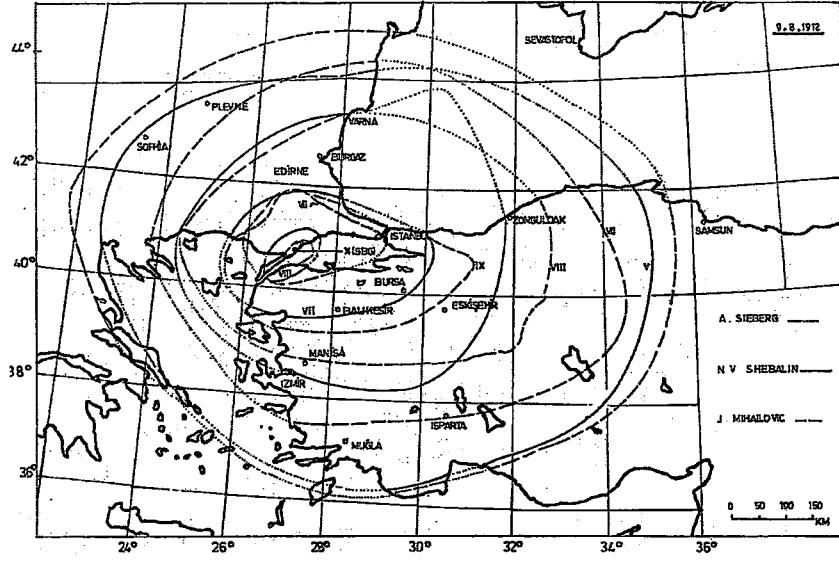 9.8.1912
44°
SEVASTOPOL
PLEVNE
VARNA
SOFHIA
BURGAZ
42°
EDİRNE
VII
ZONGULDAK
İSTANBUL
VI
SAMSUN
X(SBG)
40°
VIII
IX
VIII
V
BURSA
VII
BALIKESİR
ESKİŞEHİR
A. SIEBERG
MANİSA
N V SHEBALIN
38°
İZMİR
ISPARTA
J MIHAILOVIC
MUĞLA
36°
0 50 100 150
KM
24° 26° 28° 30° 32° 34° 36°